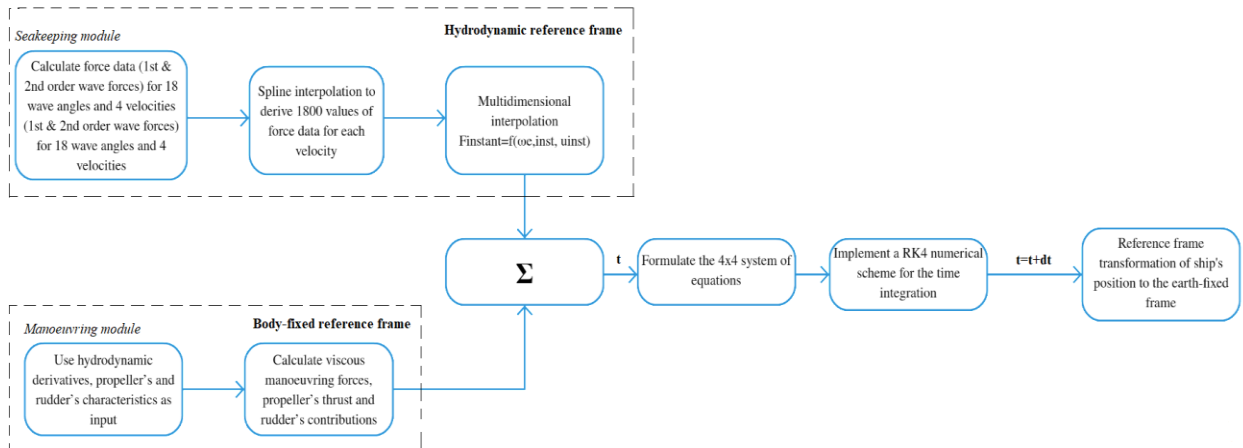 Seakeeping module
Hydrodynamic reference frame
Calculate force data (1st &
2nd order wave forces) for 18
wave angles and 4 velocities
(1st & 2nd order wave forces)
for 18 wave angles and 4
velocities
Spline interpolation to
derive 1800 values of
force data for each
velocity
Multidimensional
interpolation
Finstant=f(ωe,inst, uinst)
Σ
t
Formulate the 4x4 system of
equations
Implement a RK4 numerical
scheme for the time
integration
t=t+dt
Reference frame
transformation of ship's
position to the earth-fixed
frame
Manoeuvring module
Body-fixed reference frame
Use hydrodynamic
derivatives, propeller’s and
rudder’s characteristics as
input
Calculate viscous
manoeuvring forces,
propeller’s thrust and
rudder’s contributions